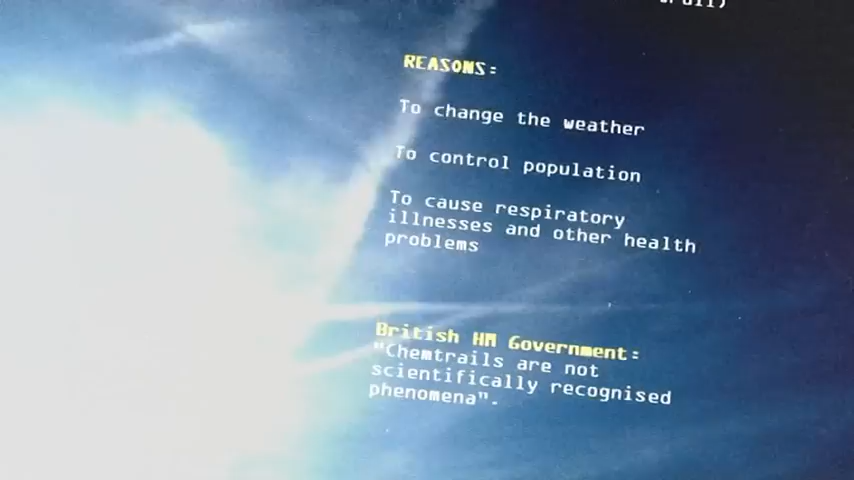 REASONS:
To change the weather
To control population
To cause respiratory
illnesses and other health
problems
British HM Government:
"Chemtrails are not
scientifically recognised
phenomena".